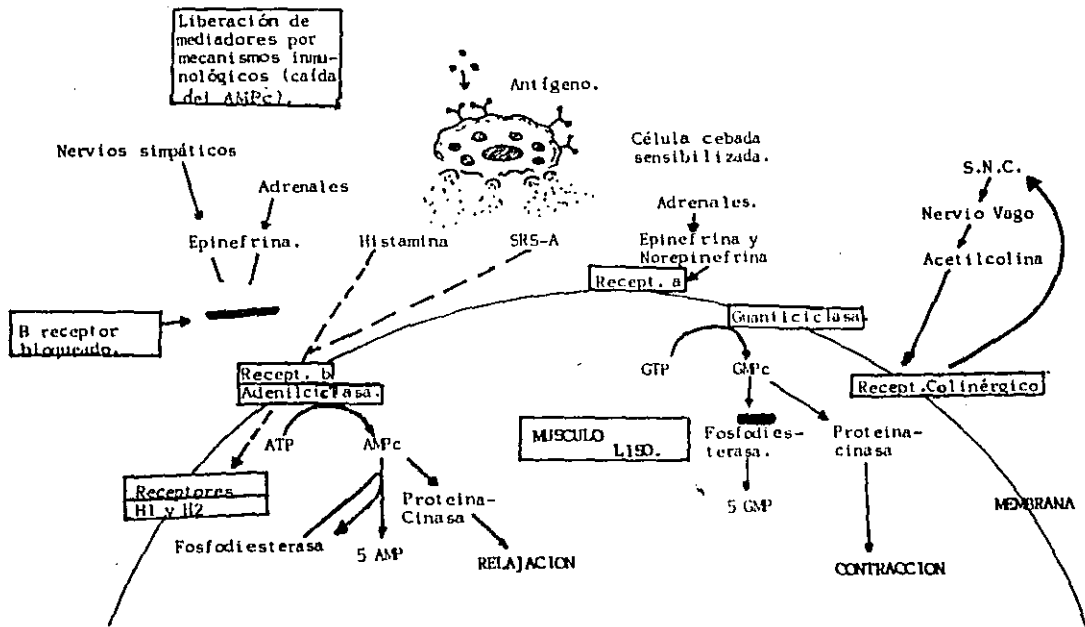 Liberación de
mediadores por
mecanismos inmu-
nológicos (caída
del AMPc).
Antígeno.
Célula cebada
sensibilizada.
Nervios simpáticos
Adrenales
Epinefrina.
Histamina
SRS-A
Adrenales.
Epinefrina y
Norepinefrina
Recept. a
S.N.C.
Nervio Vago
Acetilcolina
B receptor
bloqueado.
Guanilciclasa.
Recept. b
Adenilciclasa.
GTP
GMPc
Recept.Colinérgico
ATP
AMPc
MUSCULO
LISO.
Fosfodies-
terasa.
Proteina-
cinasa
Receptores
H1 y H2
Proteina-
Cinasa
5 GMP
MEMBRANA
Fosfodiesterasa
5 AMP
RELAJACION
CONTRACCION